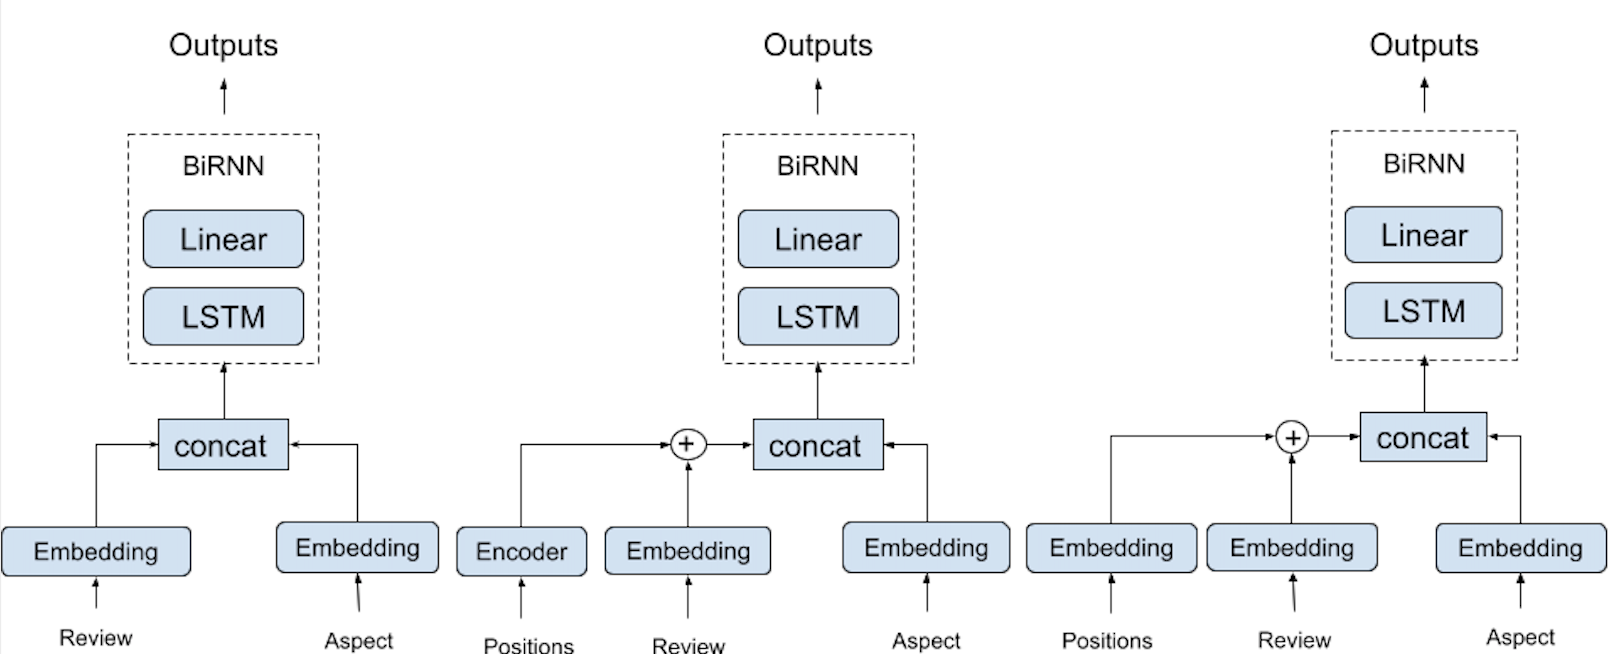 Outputs
BiRNN
Linear
LSTM
concat
Embedding
Embedding
Review
Aspect
Outputs
BiRNN
Linear
LSTM
+
concat
Encoder
Embedding
Embedding
Positions
Review
Aspect
Outputs
BiRNN
Linear
LSTM
+
concat
Embedding
Embedding
Embedding
Positions
Review
Aspect